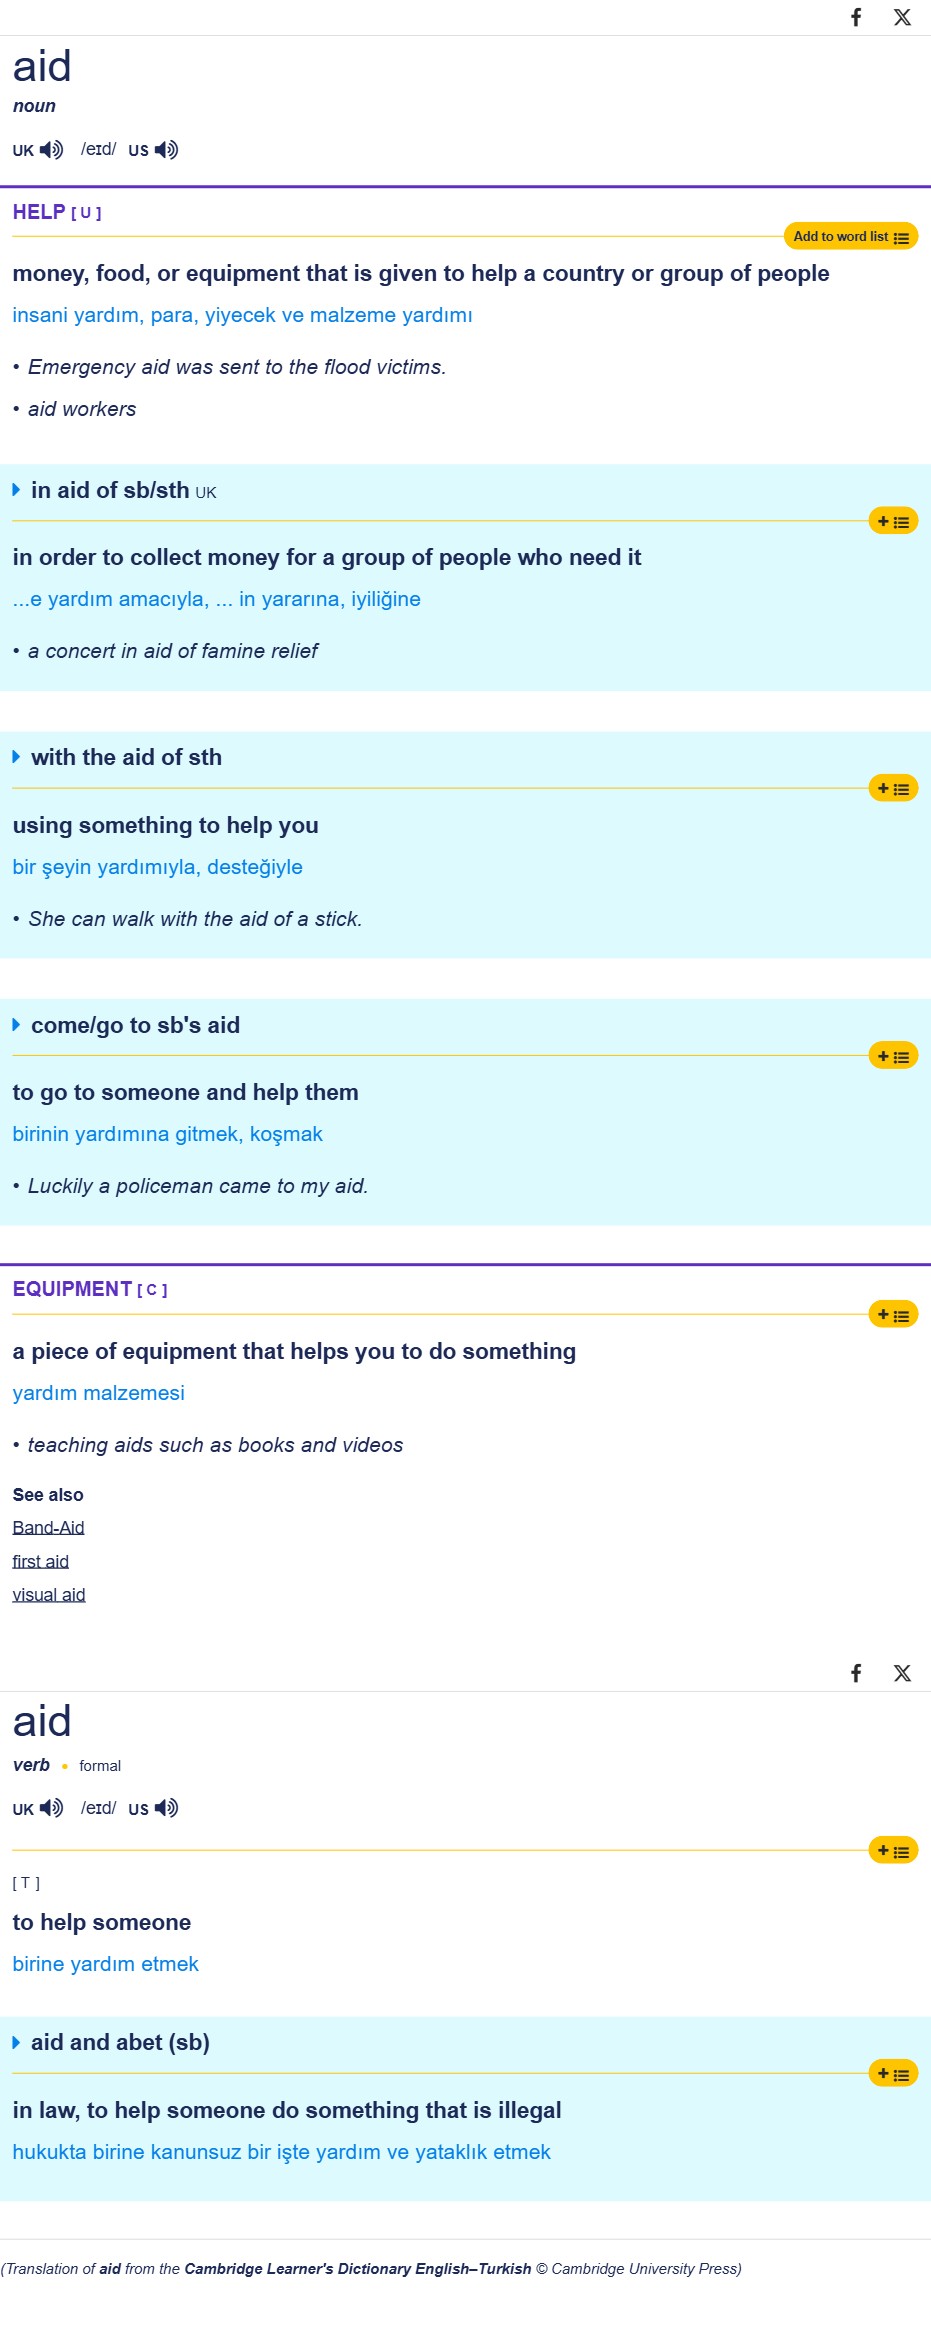 aid
noun
UK /eɪd/ US
HELP [ U ]
Add to word list
money, food, or equipment that is given to help a country or group of people
insani yardım, para, yiyecek ve malzeme yardımı
• Emergency aid was sent to the flood victims.
• aid workers
in aid of sb/sth UK
in order to collect money for a group of people who need it
...e yardım amacıyla, ... in yararına, iyiliğine
• a concert in aid of famine relief
with the aid of sth
using something to help you
bir şeyin yardımıyla, desteğiyle
• She can walk with the aid of a stick.
come/go to sb's aid
to go to someone and help them
birinin yardımına gitmek, koşmak
• Luckily a policeman came to my aid.
EQUIPMENT [ C ]
a piece of equipment that helps you to do something
yardım malzemesi
• teaching aids such as books and videos
See also
Band-Aid
first aid
visual aid
aid
verb • formal
UK /eɪd/ US
[ T ]
to help someone
birine yardım etmek
aid and abet (sb)
in law, to help someone do something that is illegal
hukukta birine kanunsuz bir işte yardım ve yataklık etmek
(Translation of aid from the Cambridge Learner's Dictionary English–Turkish © Cambridge University Press)